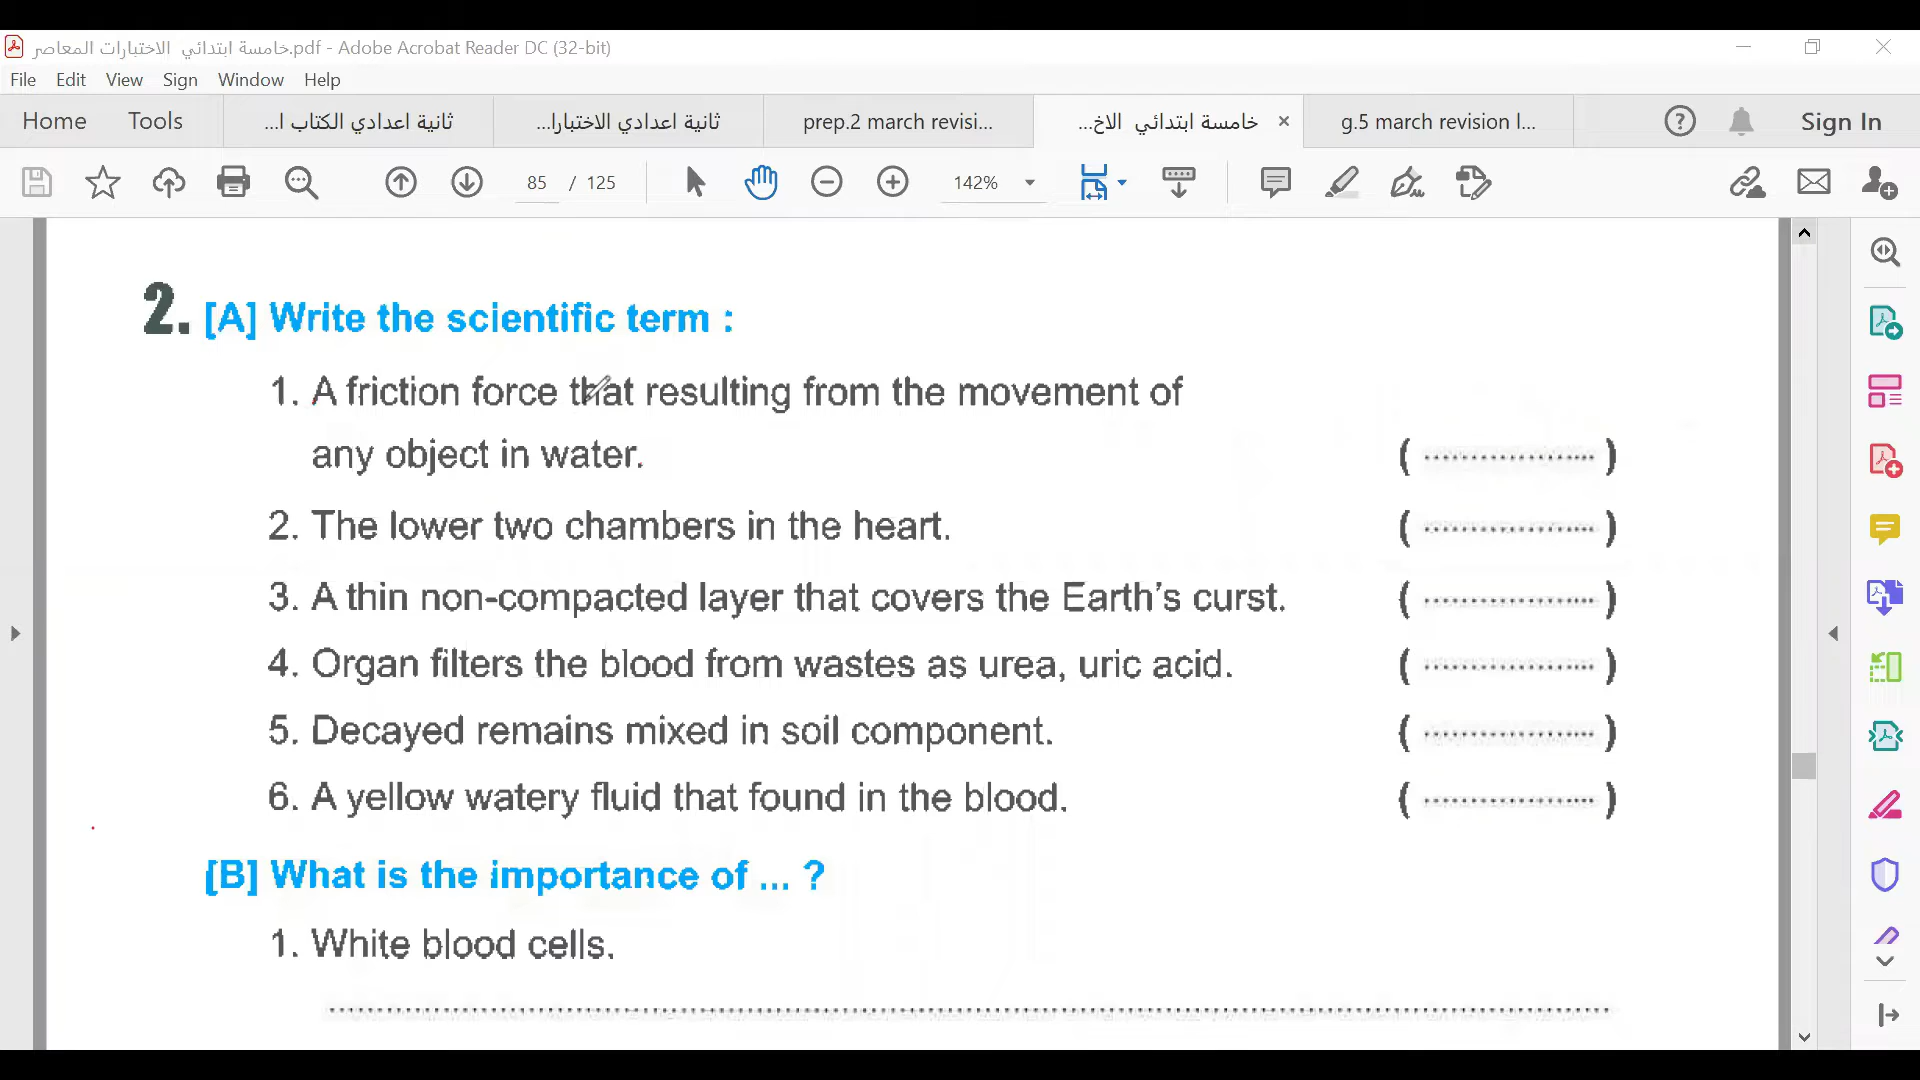 خامسة ابتدائي  الاختبارات المعاصر.pdf - Adobe Acrobat Reader DC (32-bit)
File Edit View Sign Window Help
Home Tools ثانية اعدادي الكتاب ا... ثانية اعدادي الاختبارا... prep.2 march revisi... خامسة ابتدائي  الاخ... × g.5 march revision l... ? Sign In
85 / 125 142%
2. [A] Write the scientific term :
1. A friction force that resulting from the movement of
any object in water. (....................)
2. The lower two chambers in the heart. (....................)
3. A thin non-compacted layer that covers the Earth's curst. (....................)
4. Organ filters the blood from wastes as urea, uric acid. (....................)
5. Decayed remains mixed in soil component. (....................)
6. A yellow watery fluid that found in the blood. (....................)
[B] What is the importance of ... ?
1. White blood cells.